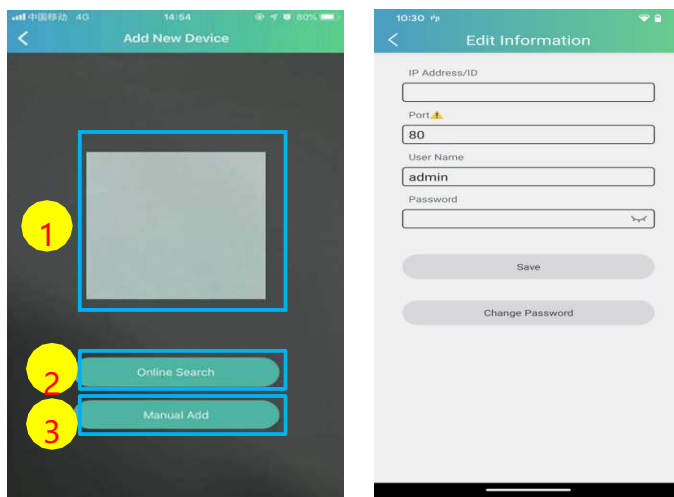 中国移动 4G 14:54 80%
Add New Device
1
2
Online Search
3
Manual Add
10:30
Edit Information
IP Address/ID
Port
80
User Name
admin
Password
Save
Change Password